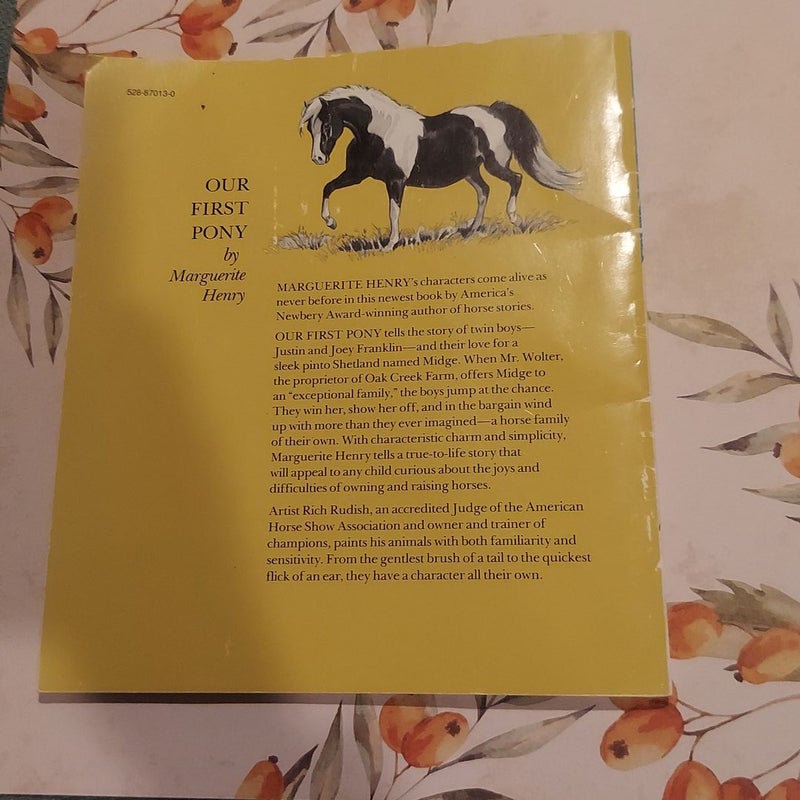 528-87013-0
OUR
FIRST
PONY
by
Marguerite
Henry
MARGUERITE HENRY's characters come alive as
never before in this newest book by America's
Newbery Award-winning author of horse stories.
OUR FIRST PONY tells the story of twin boys—
Justin and Joey Franklin—and their love for a
sleek pinto Shetland named Midge. When Mr. Wolter,
the proprietor of Oak Creek Farm, offers Midge to
an “exceptional family,” the boys jump at the chance.
They win her, show her off, and in the bargain wind
up with more than they ever imagined—a horse family
of their own. With characteristic charm and simplicity,
Marguerite Henry tells a true-to-life story that
will appeal to any child curious about the joys and
difficulties of owning and raising horses.
Artist Rich Rudish, an accredited Judge of the American
Horse Show Association and owner and trainer of
champions, paints his animals with both familiarity and
sensitivity. From the gentlest brush of a tail to the quickest
flick of an ear, they have a character all their own.